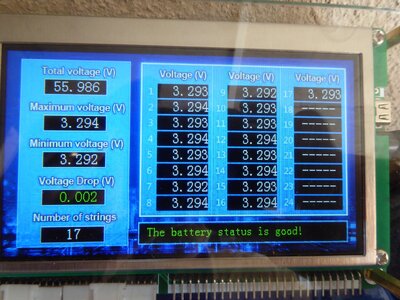 Total voltage (V)
55.986
Maximum voltage (V)
3.294
Minimum voltage (V)
3.292
Voltage Drop (V)
0.002
Number of strings
17
Voltage (V) Voltage (V) Voltage (V)
1 3.293 9 3.292 17 3.293
2 3.294 10 3.293 18 -----
3 3.293 11 3.293 19 -----
4 3.294 12 3.294 20 -----
5 3.293 13 3.293 21 -----
6 3.294 14 3.294 22 -----
7 3.292 15 3.293 23 -----
8 3.294 16 3.293 24 -----
The battery status is good!